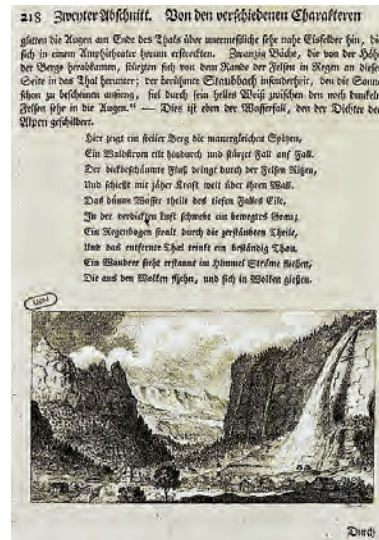 218 Zweyter Abschnitt. Von den verschiedenen Charakteren
gütten die Augen am Ende des Thals über unermeßliche sehr nahe Eisfelder hin, die
sich in einem Amphitheater herum erstreckten. Zwanzig Bäche, die von der Höhe
der Berge herabkamen, stürzten sich von dem Rande der Felsen in Regen an dieser
Seite in das Thal herunter; der berühmte Staubbach insonderheit, den die Sonne
schon zu bescheinen anfieng, fiel durch sein helles Weiß zwischen den noch dunkeln
Felsen sehr in die Augen.“ — Dies ist eben der Wasserfall, den der Dichter der
Alpen geschildert.
Hier zeigt ein steiler Berg die mauergleichen Spitzen,
Ein Waldstrom eilt hindurch und stürzet Fall auf Fall.
Der dickbeschäumte Fluß dringt durch der Felsen Ritzen,
Und schießt mit jäher Kraft weit über ihren Wall.
Das dünne Wasser theilt des tiefen Falles Eile,
In der verdickten Luft schwebt ein bewegtes Grau;
Ein Regenbogen stralt durch die zerstäubten Theile,
Und das entfernte Thal trinkt ein beständig Thau.
Ein Wandrer sieht erstaunt im Himmel Ströme fließen,
Die aus den Wolken fliehn, und sich in Wolken gießen.
Durch